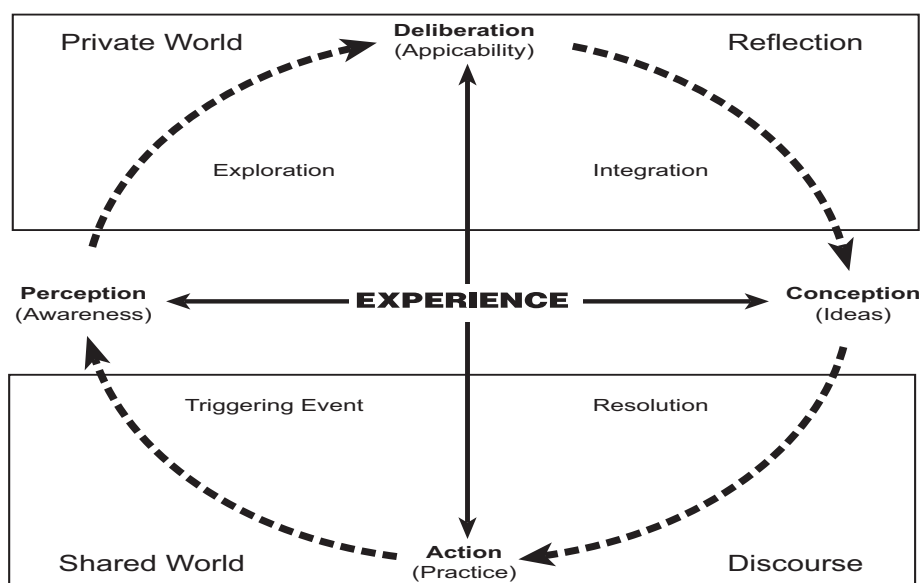 Private World
Deliberation
(Appicability)
Reflection
Exploration
Integration
Perception
(Awareness)
EXPERIENCE
Conception
(Ideas)
Triggering Event
Resolution
Shared World
Action
(Practice)
Discourse